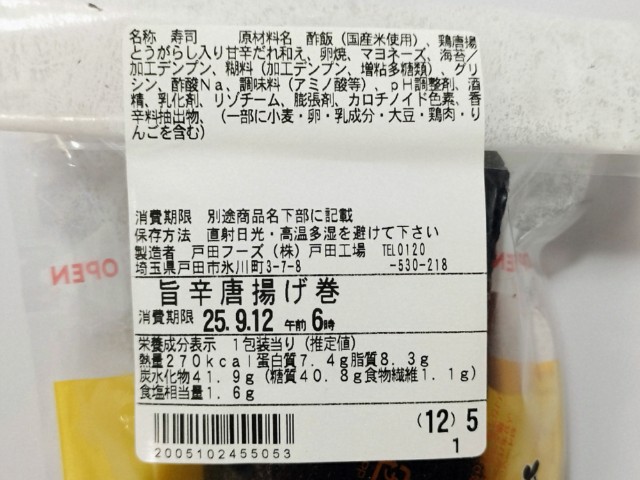 名称 寿司 原材料名 酢飯（国産米使用）、鶏唐揚
とうがらし入り甘辛だれ和え、卵焼、マヨネーズ、海苔／
加工デンプン、糊料（加工デンプン、増粘多糖類）、グリ
シン、酢酸Ｎａ、調味料（アミノ酸等）、ｐＨ調整剤、酒
精、乳化剤、リゾチーム、膨張剤、カロチノイド色素、香
辛料抽出物、（一部に小麦・卵・乳成分・大豆・鶏肉・り
んごを含む）
消費期限 別途商品名下部に記載
保存方法 直射日光・高温多湿を避けて下さい
製造者 戸田フーズ（株）戸田工場 TEL0120
埼玉県戸田市氷川町3-7-8 -530-218
旨辛唐揚げ巻
消費期限 25.9.12 午前6時
栄養成分表示 １包装当り（推定値）
熱量２７０ｋｃａｌ蛋白質７．４ｇ脂質８．３ｇ
炭水化物４１．９ｇ（糖質４０．８ｇ食物繊維１．１ｇ）
食塩相当量１．６ｇ
(12) 5
1
2005102455053
OPEN
OPEN